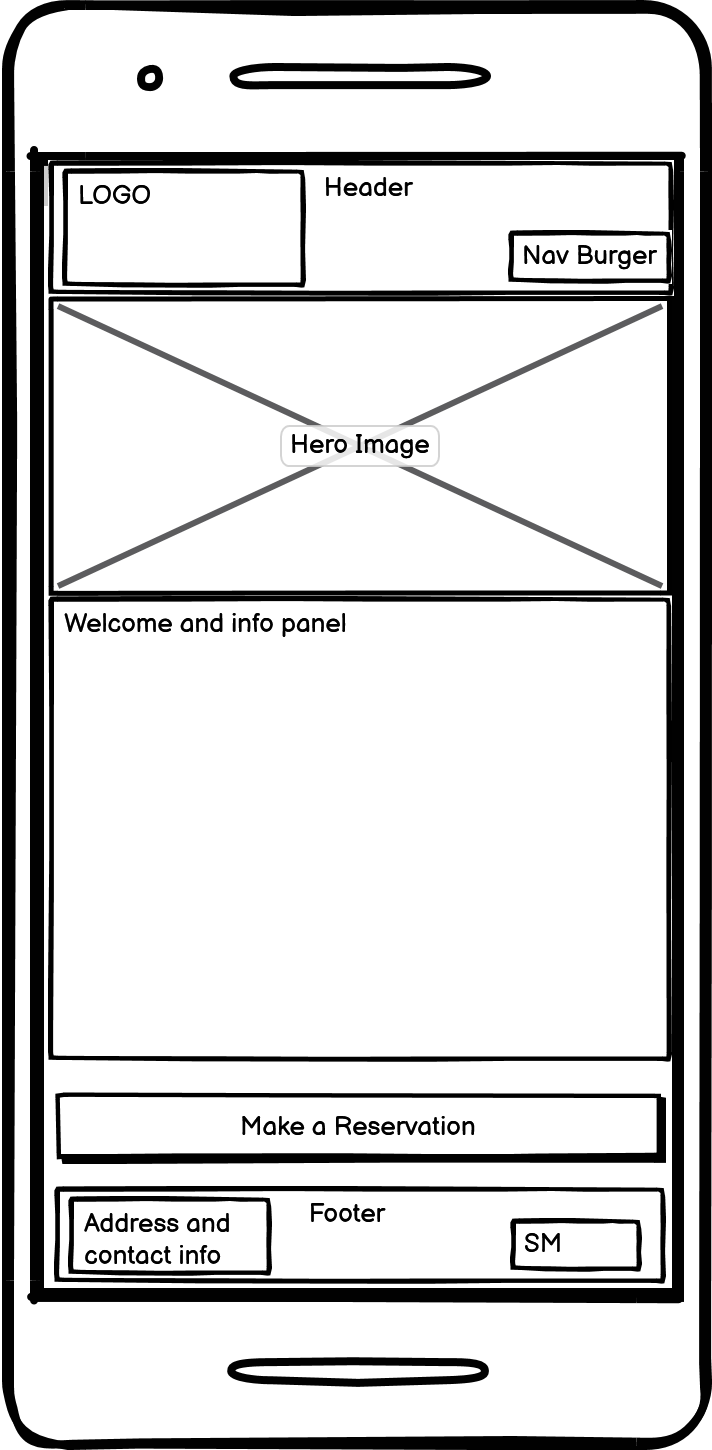 LOGO
Header
Nav Burger
Hero Image
Welcome and info panel
Make a Reservation
Address and
contact info
Footer
SM